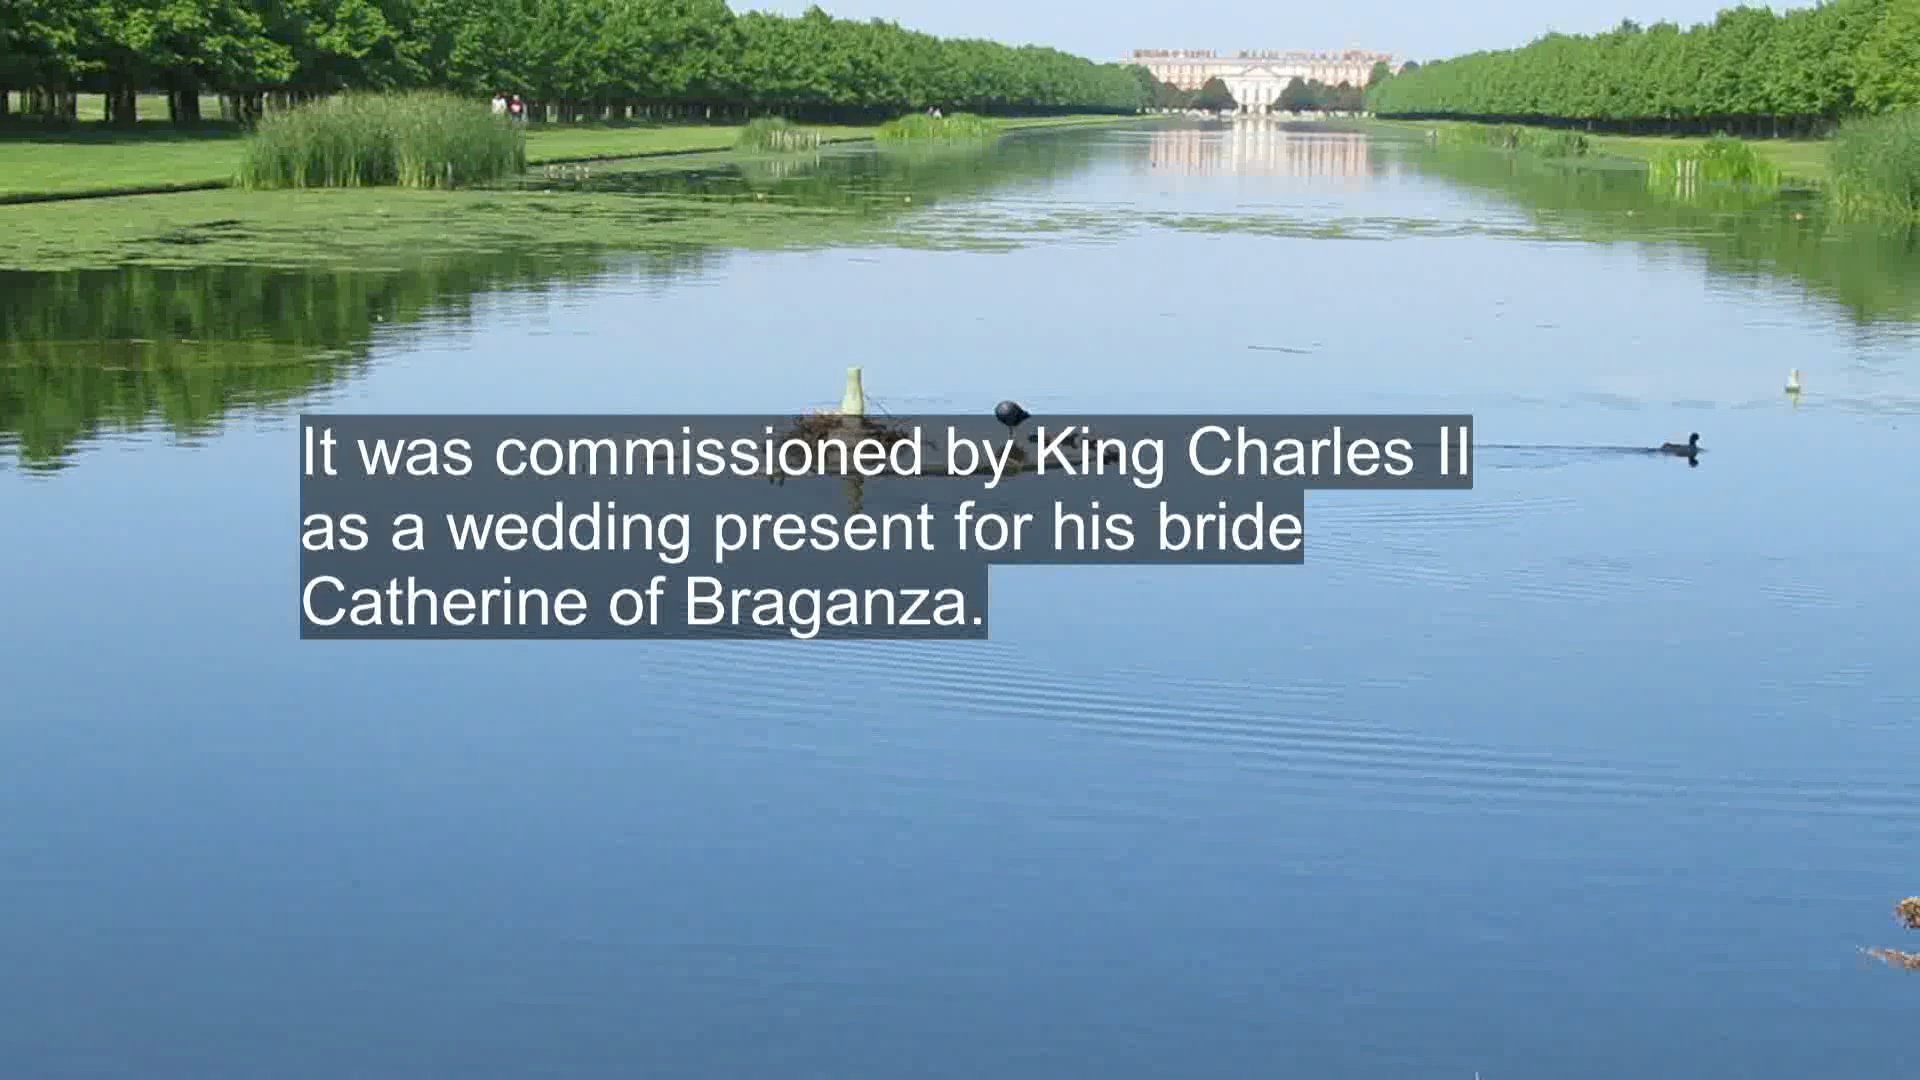 It was commissioned by King Charles II
as a wedding present for his bride
Catherine of Braganza.